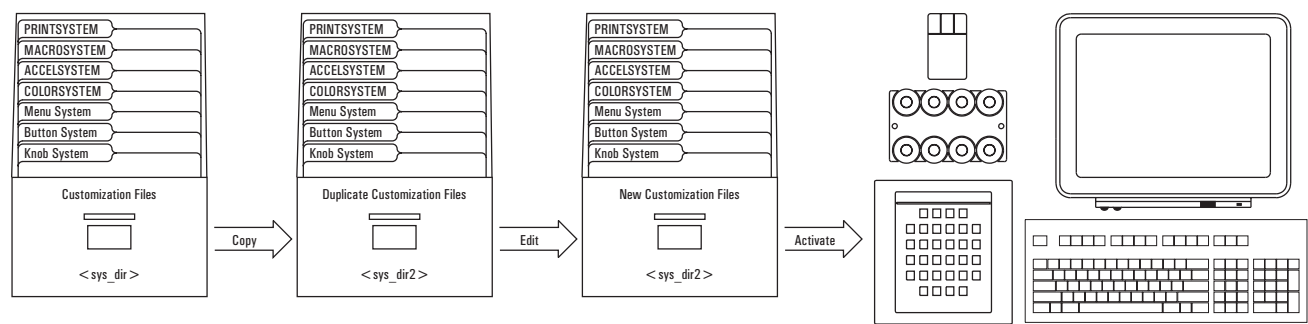 PRINTSYSTEM
MACROSYSTEM
ACCELSYSTEM
COLORSYSTEM
Menu System
Button System
Knob System
Customization Files
<sys_dir>
Copy
PRINTSYSTEM
MACROSYSTEM
ACCELSYSTEM
COLORSYSTEM
Menu System
Button System
Knob System
Duplicate Customization Files
<sys_dir2>
Edit
PRINTSYSTEM
MACROSYSTEM
ACCELSYSTEM
COLORSYSTEM
Menu System
Button System
Knob System
New Customization Files
<sys_dir2>
Activate